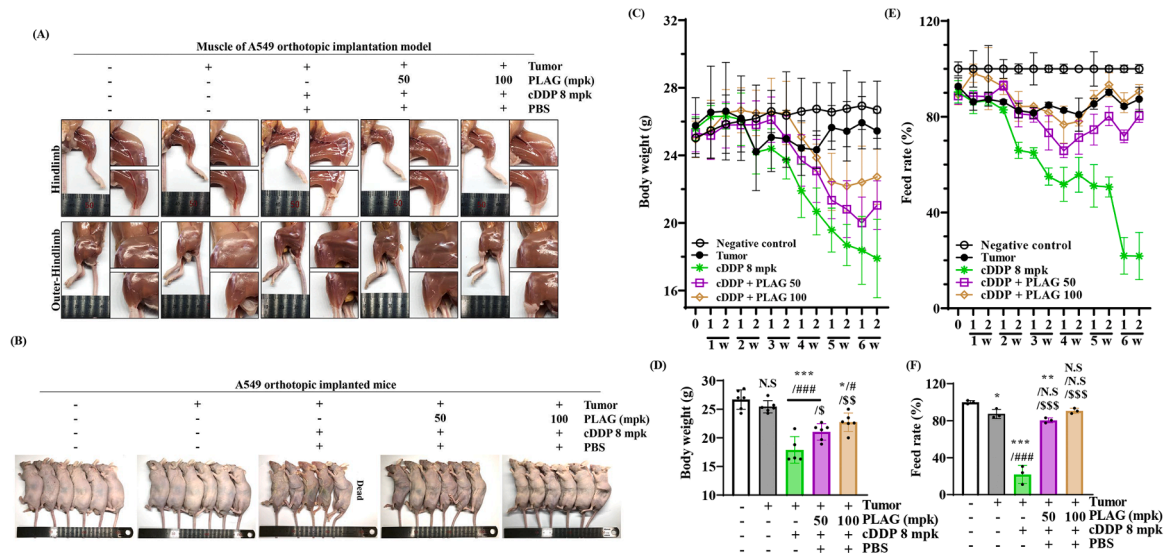 (A)
Muscle of A549 orthotopic implantation model
- + + + + Tumor
- - - 50 100 PLAG (mpk)
- - + + + cDDP 8 mpk
- - + + + PBS
Hindlimb
Outer-Hindlimb
(B)
A549 orthotopic implanted mice
- + + + + Tumor
- - - 50 100 PLAG (mpk)
- - + + + cDDP 8 mpk
- - + + + PBS
Dead
(C)
Body weight (g)
32
28
24
20
16
Negative control
Tumor
cDDP 8 mpk
cDDP + PLAG 50
cDDP + PLAG 100
0 1 2 1 2 1 2 1 2 1 2 1 2
1 w 2 w 3 w 4 w 5 w 6 w
(E)
Feed rate (%)
120
80
40
0
Negative control
Tumor
cDDP 8 mpk
cDDP + PLAG 50
cDDP + PLAG 100
0 1 2 1 2 1 2 1 2 1 2 1 2
1 w 2 w 3 w 4 w 5 w 6 w
(D)
Body weight (g)
30
25
20
15
10
N.S
***
/###
/$
*/#
/$$
- + + + + Tumor
- - - 50 100 PLAG (mpk)
- - + + + cDDP 8 mpk
- - - + + PBS
(F)
Feed rate (%)
120
80
40
0
*
***
/###
**
/N.S
/$$$
N.S
/N.S
/$$$
- + + + + Tumor
- - - 50 100 PLAG (mpk)
- - + + + cDDP 8 mpk
- - - + + PBS